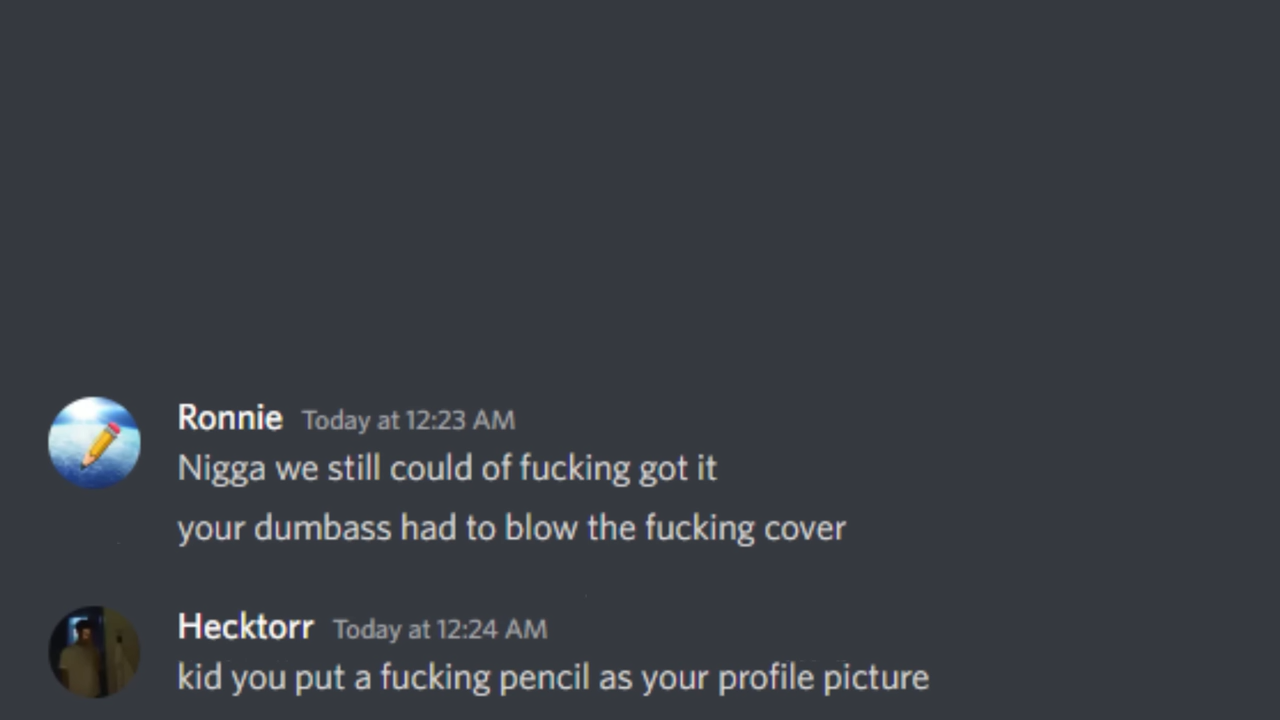 Ronnie Today at 12:23 AM
Nigga we still could of fucking got it
your dumbass had to blow the fucking cover
Hecktorr Today at 12:24 AM
kid you put a fucking pencil as your profile picture